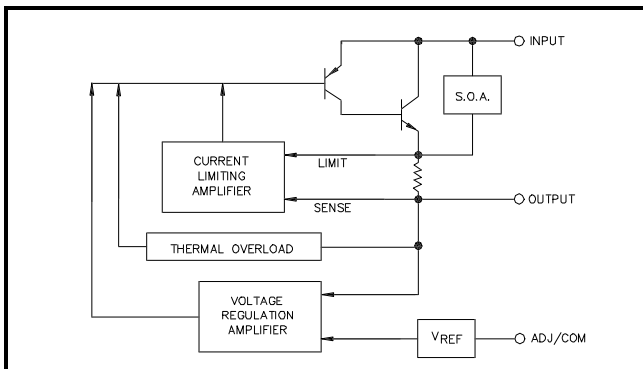 INPUT
S.O.A.
CURRENT
LIMITING
AMPLIFIER
LIMIT
SENSE
OUTPUT
THERMAL OVERLOAD
VOLTAGE
REGULATION
AMPLIFIER
VREF
ADJ/COM